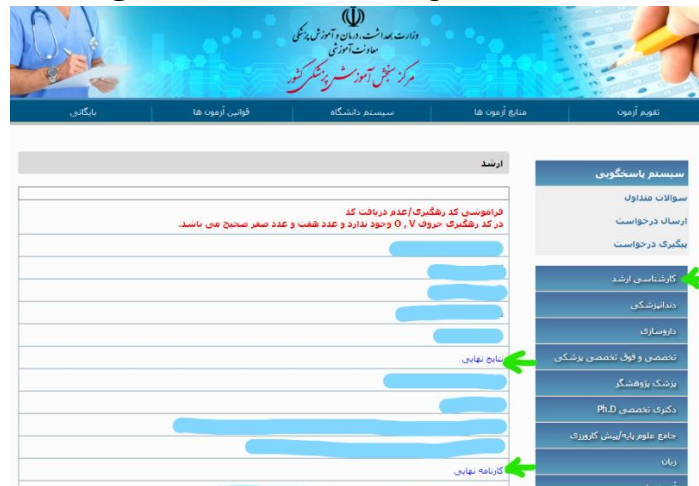 وزارت بهداشت، درمان و آموزش پزشکی
معاونت آموزشی
مرکز سنجش آموزش پزشکی کشور
تقویم آزمون
منابع آزمون ها
سیستم دانشگاه
قوانین آزمون ها
بایگانی
سیستم پاسخگویی
سوالات متداول
ارسال درخواست
پیگیری درخواست
کارشناسی ارشد
دندانپزشکی
داروسازی
تخصصی و فوق تخصصی پزشکی
پزشک پژوهشگر
دکتری تخصصی Ph.D
جامع علوم پایه/پیش کارورزی
زبان
ارشد
فراموشی کد رهگیری/عدم دریافت کد
در کد رهگیری حروف O , V وجود ندارد و عدد هفت و عدد صفر صحیح می باشد.
نتایج نهایی
کارنامه نهایی